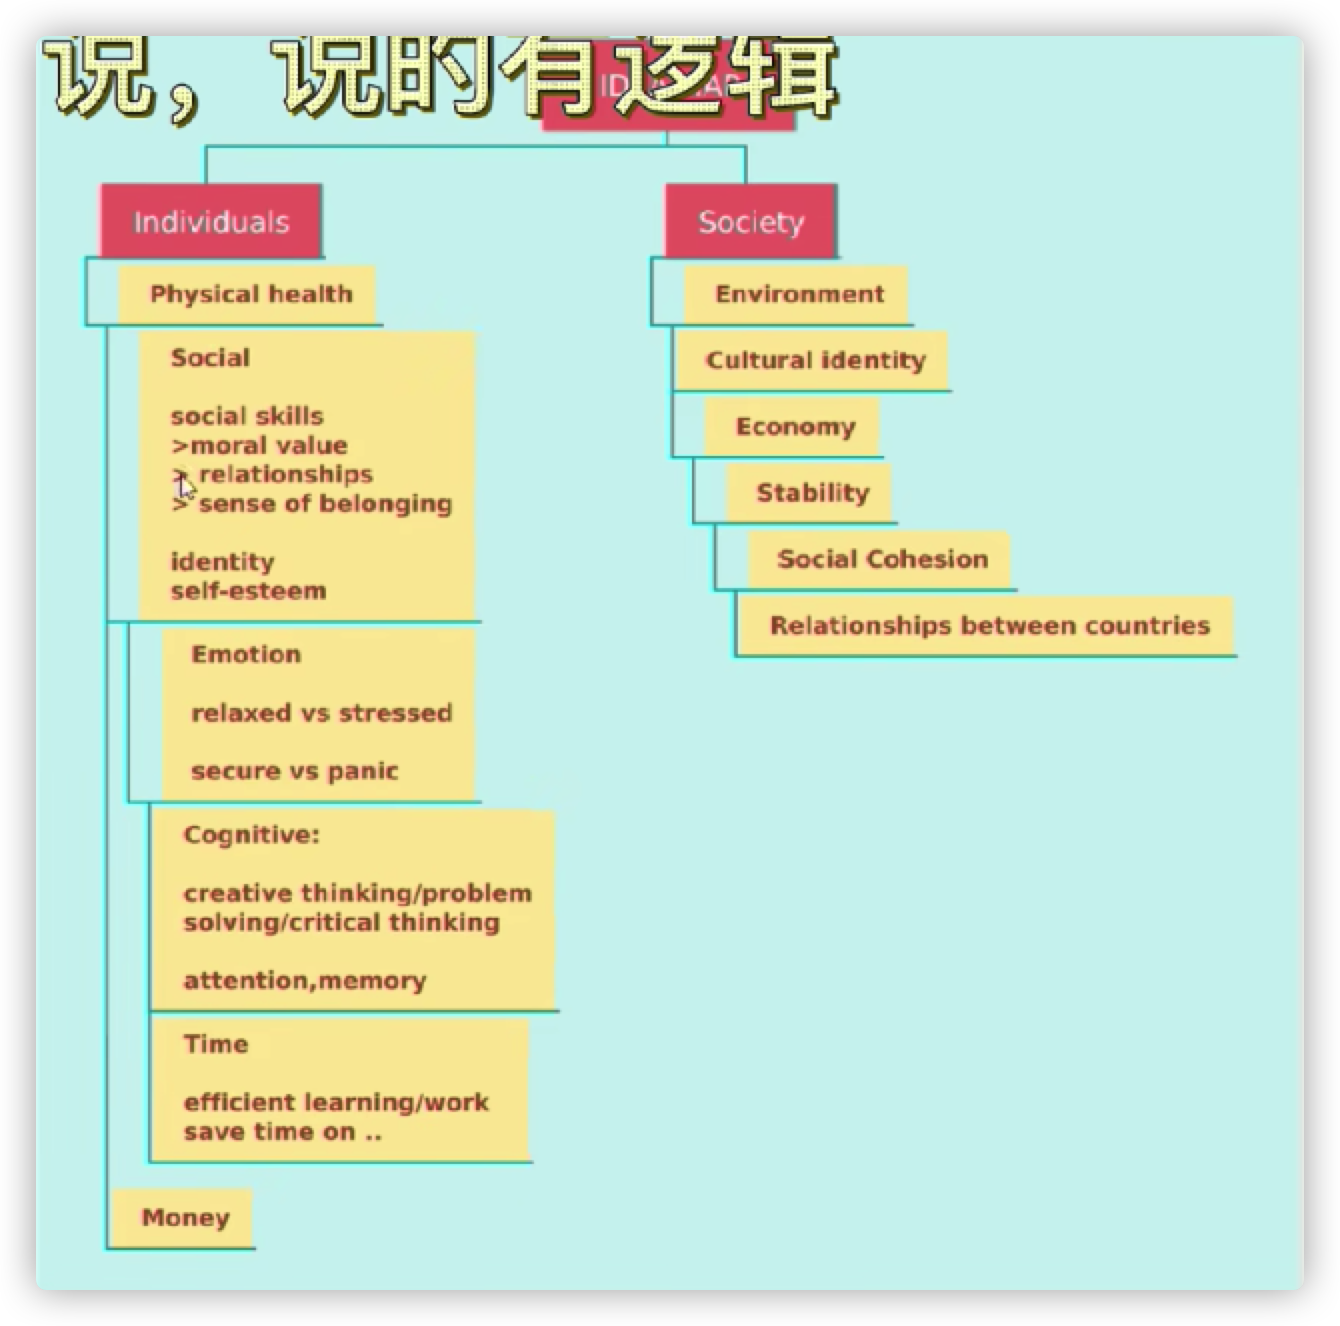 说，说的有逻辑
Individuals
Physical health
Social
social skills
>moral value
> relationships
> sense of belonging
identity
self-esteem
Emotion
relaxed vs stressed
secure vs panic
Cognitive:
creative thinking/problem
solving/critical thinking
attention,memory
Time
efficient learning/work
save time on ..
Money
Society
Environment
Cultural identity
Economy
Stability
Social Cohesion
Relationships between countries